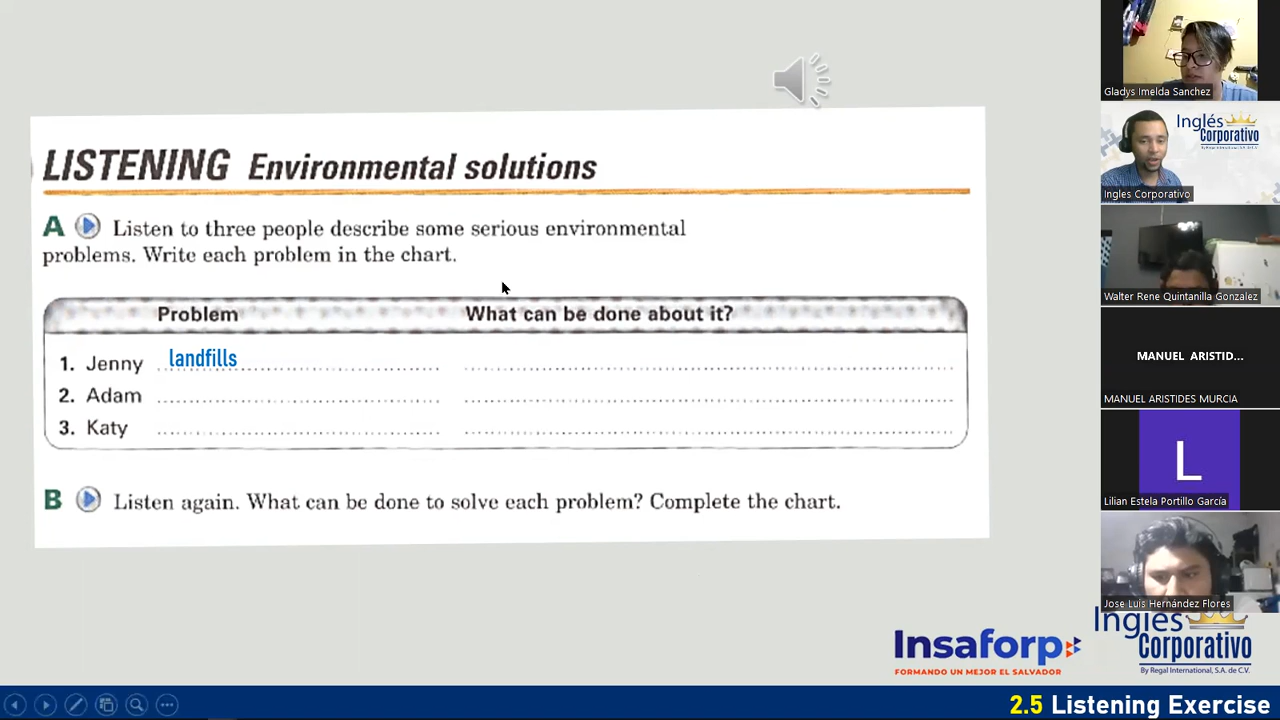 LISTENING Environmental solutions
A Listen to three people describe some serious environmental
problems. Write each problem in the chart.
Problem What can be done about it?
1. Jenny landfills
2. Adam
3. Katy
B Listen again. What can be done to solve each problem? Complete the chart.
Insaforp
FORMANDO UN MEJOR EL SALVADOR
Inglés
Corporativo
By Regal International, S.A. de C.V.
2.5 Listening Exercise
Gladys Imelda Sanchez
Inglés
Corporativo
By Regal International, S.A. de C.V.
Ingles Corporativo
Walter Rene Quintanilla Gonzalez
MANUEL ARISTID...
MANUEL ARISTIDES MURCIA
L
Lilian Estela Portillo García
Jose Luis Hernández Flores